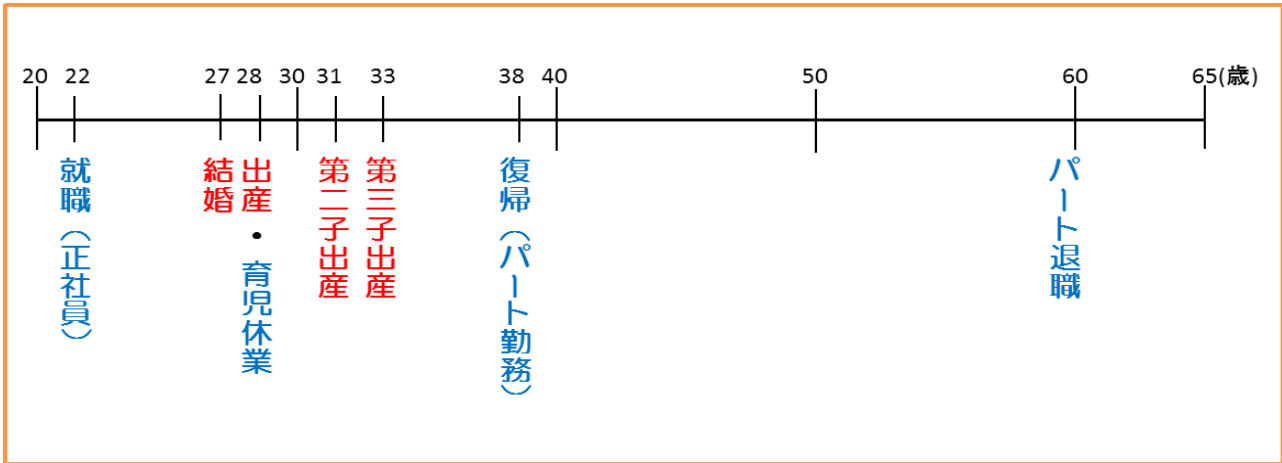 20 22 27 28 30 31 33 38 40 50 60 65(歳)
就職（正社員）
結婚
出産・育児休業
第二子出産
第三子出産
復帰（パート勤務）
パート退職